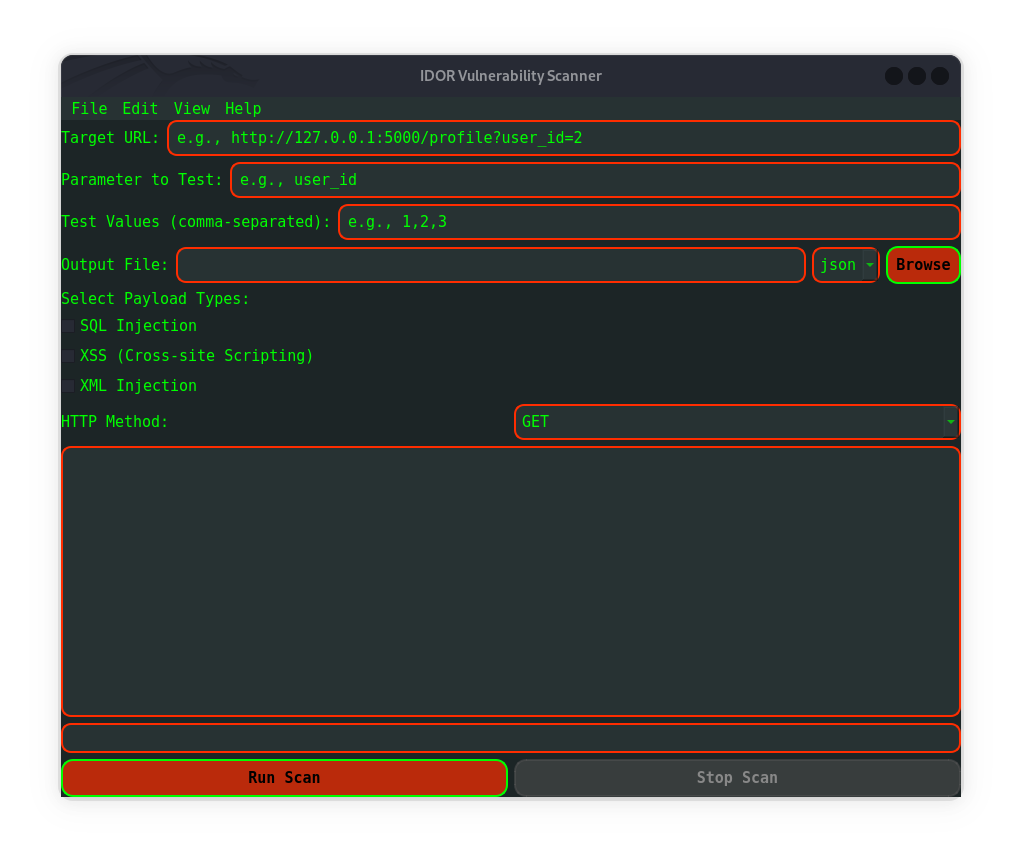 IDOR Vulnerability Scanner
File Edit View Help
Target URL: e.g., http://127.0.0.1:5000/profile?user_id=2
Parameter to Test: e.g., user_id
Test Values (comma-separated): e.g., 1,2,3
Output File: json Browse
Select Payload Types:
SQL Injection
XSS (Cross-site Scripting)
XML Injection
HTTP Method: GET
Run Scan Stop Scan